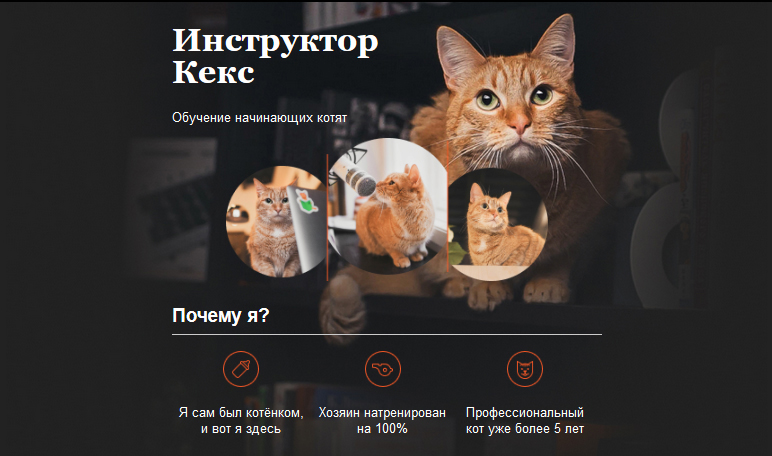 Инструктор
Кекс
Обучение начинающих котят
Почему я?
Я сам был котёнком,
и вот я здесь
Хозяин натренирован
на 100%
Профессиональный
кот уже более 5 лет